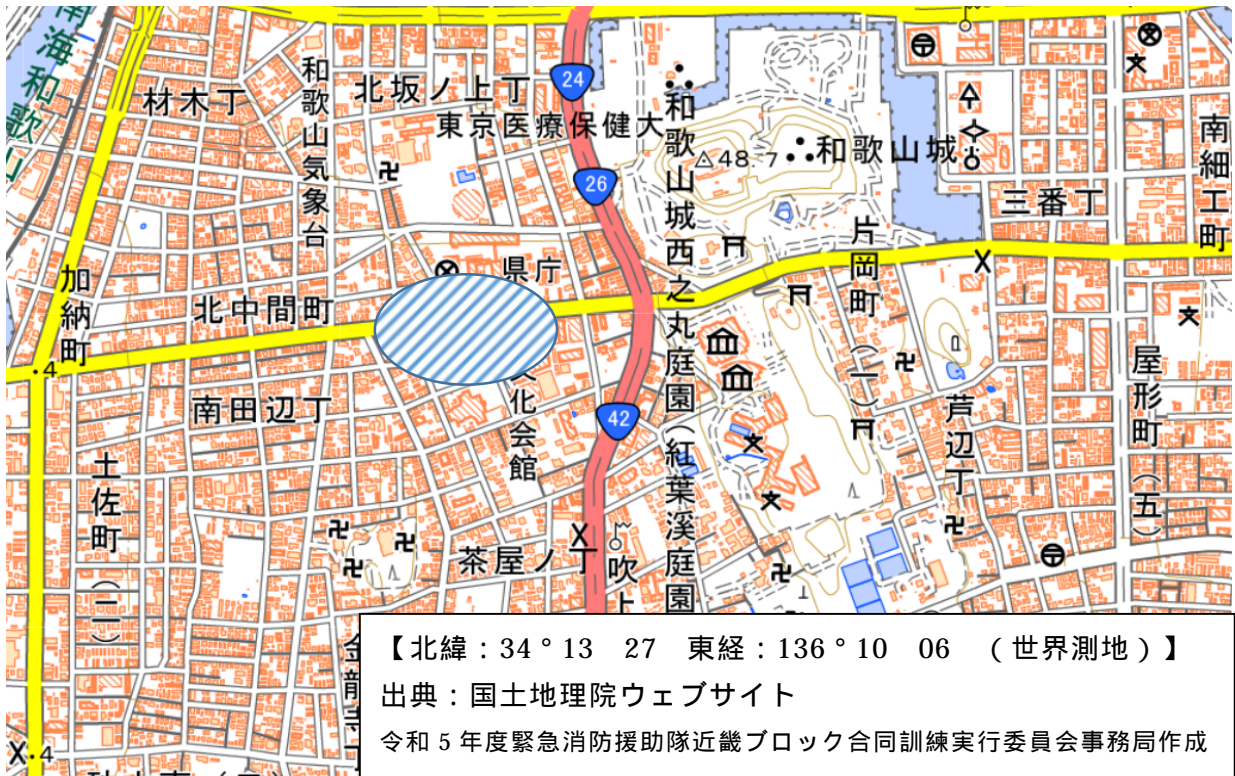 南海和歌山
材木丁
和歌山気象台
北坂ノ上丁
24
東京医療保健大
26
和歌山城西之丸庭園(紅葉渓庭園
48.7
和歌山城
南細工町
三番丁
片岡町(一)
加納町
県庁
北中間町
・4
化会館
42
南田辺丁
芦辺丁
屋形町(五)
土佐町(二)
茶屋ノ丁
吹上
・4
【北緯:34°13 27 東経:136°10 06 (世界測地)】
出典:国土地理院ウェブサイト
令和5年度緊急消防援助隊近畿ブロック合同訓練実行委員会事務局作成